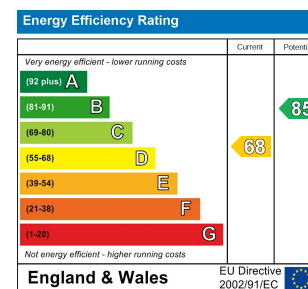 Energy Efficiency Rating
Current Potenti
Very energy efficient - lower running costs
(92 plus) A
(81-91) B
85
(69-80) C
68
(55-68) D
(39-54) E
(21-38) F
(1-20) G
Not energy efficient - higher running costs
England & Wales
EU Directive
2002/91/EC